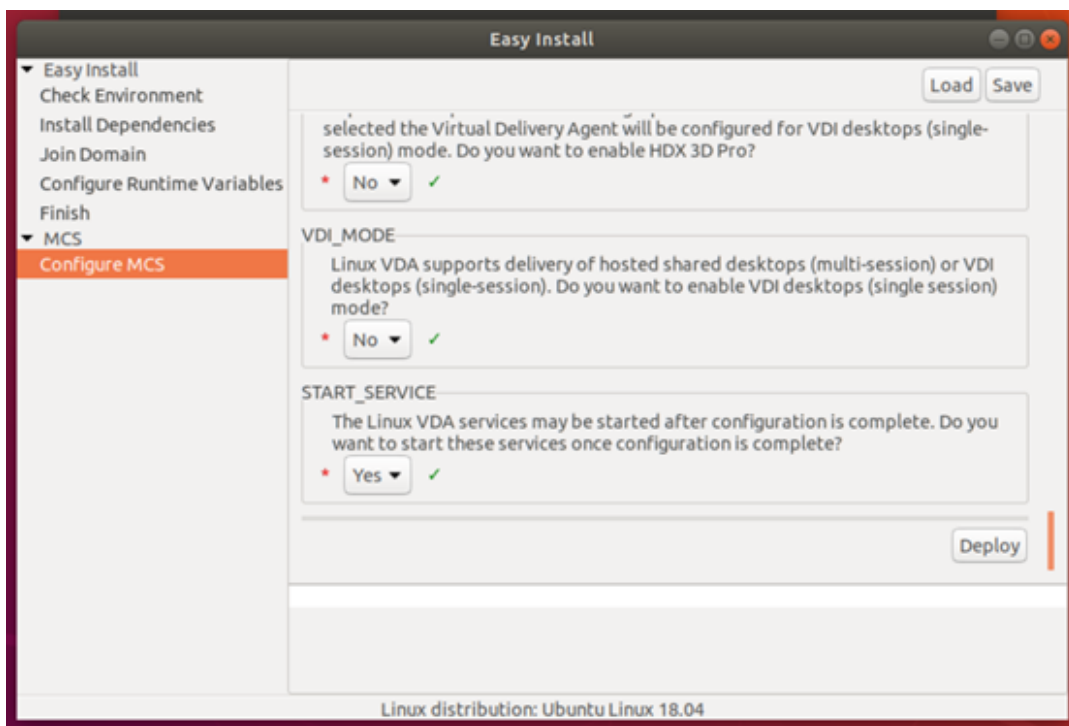 Easy Install
Easy Install
Check Environment
Install Dependencies
Join Domain
Configure Runtime Variables
Finish
MCS
Configure MCS
Load
Save
selected the Virtual Delivery Agent will be configured for VDI desktops (single-
session) mode. Do you want to enable HDX 3D Pro?
* No ✓
VDI_MODE
Linux VDA supports delivery of hosted shared desktops (multi-session) or VDI
desktops (single-session). Do you want to enable VDI desktops (single session)
mode?
* No ✓
START_SERVICE
The Linux VDA services may be started after configuration is complete. Do you
want to start these services once configuration is complete?
* Yes ✓
Deploy
Linux distribution: Ubuntu Linux 18.04